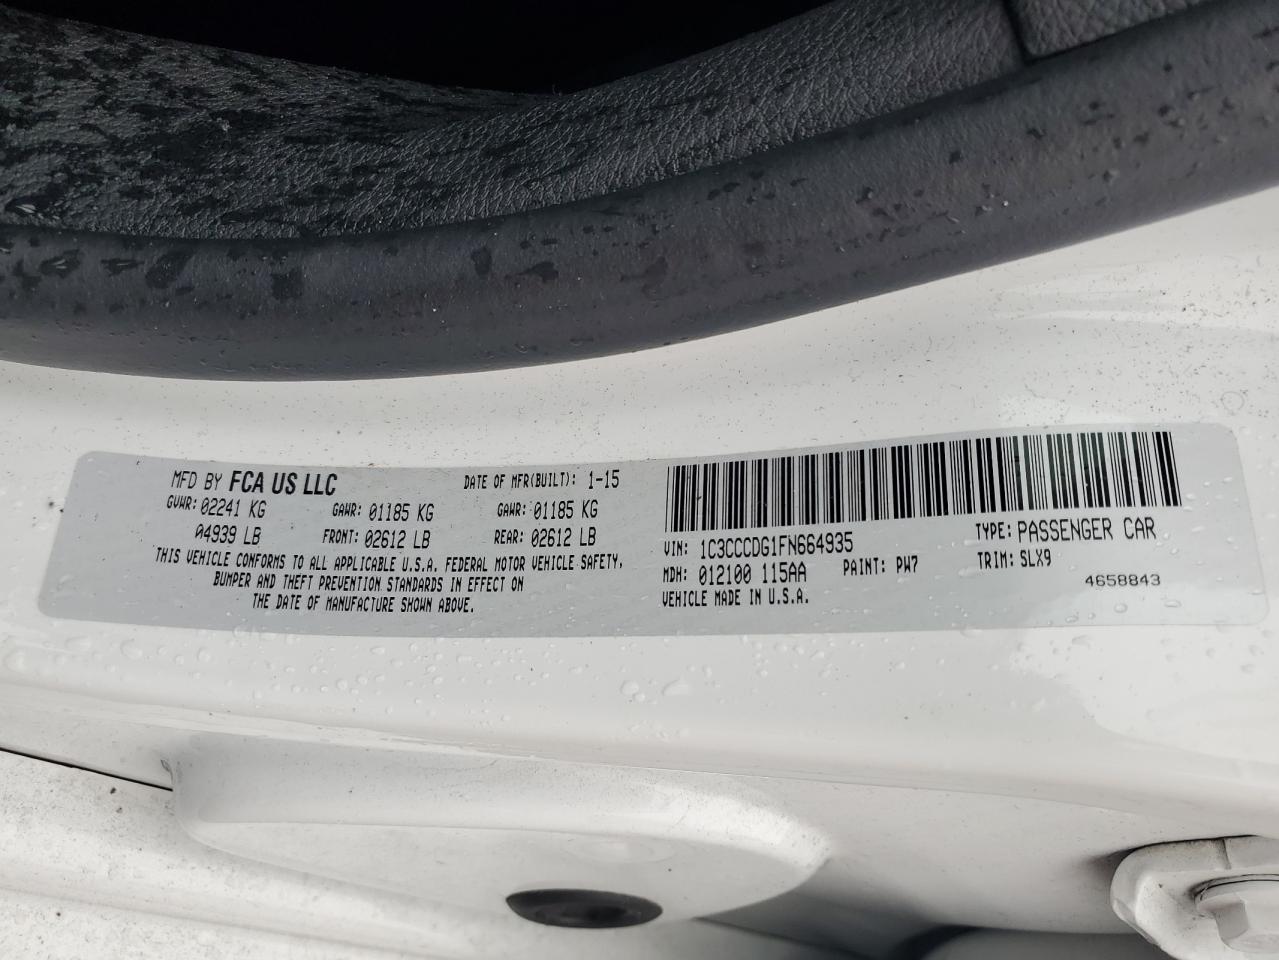 MFD BY FCA US LLC DATE OF MFR(BUILT): 1-15
GVWR: 02241 KG GAWR: 01185 KG GAWR: 01185 KG
04939 LB FRONT: 02612 LB REAR: 02612 LB
THIS VEHICLE CONFORMS TO ALL APPLICABLE U.S.A. FEDERAL MOTOR VEHICLE SAFETY,
BUMPER AND THEFT PREVENTION STANDARDS IN EFFECT ON
THE DATE OF MANUFACTURE SHOWN ABOVE.
VIN: 1C3CCCDG1FN664935 TYPE: PASSENGER CAR
MDH: 012100 115AA PAINT: PW7 TRIM: SLX9
VEHICLE MADE IN U.S.A. 4658843